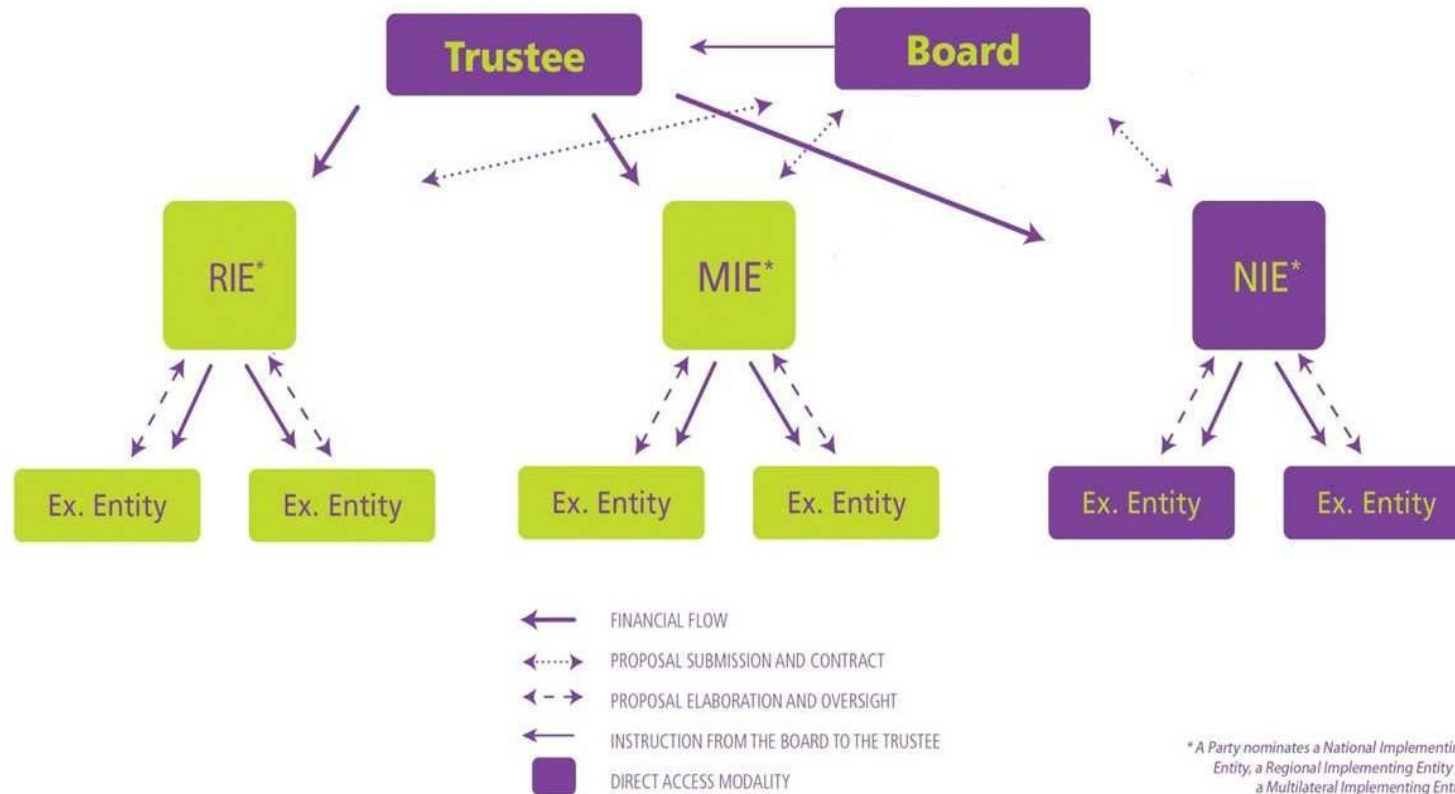 Trustee
Board
RIE*
MIE*
NIE*
Ex. Entity
Ex. Entity
Ex. Entity
Ex. Entity
Ex. Entity
Ex. Entity
FINANCIAL FLOW
PROPOSAL SUBMISSION AND CONTRACT
PROPOSAL ELABORATION AND OVERSIGHT
INSTRUCTION FROM THE BOARD TO THE TRUSTEE
DIRECT ACCESS MODALITY
* A Party nominates a National
Entity, a Regional Implementing Entity
a Multilateral Implementing